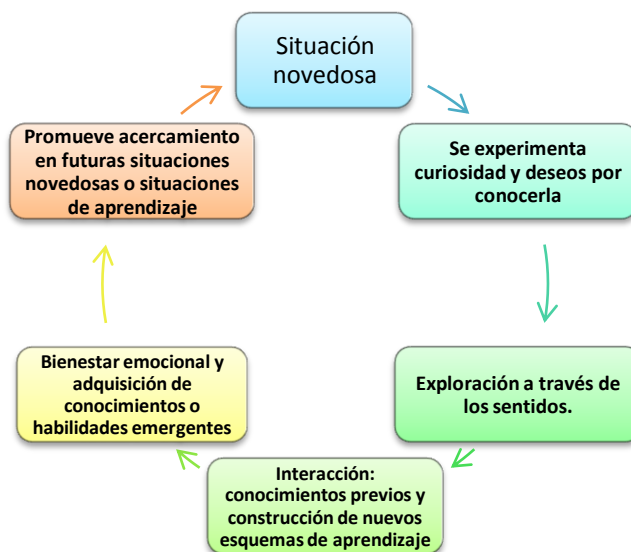 Situación
novedosa
Se experimenta
curiosidad y deseos por
conocerla
Exploración a través de
los sentidos.
Interacción:
conocimientos previos y
construcción de nuevos
esquemas de aprendizaje
Bienestar emocional y
adquisición de
conocimientos o
habilidades emergentes
Promueve acercamiento
en futuras situaciones
novedosas o situaciones
de aprendizaje